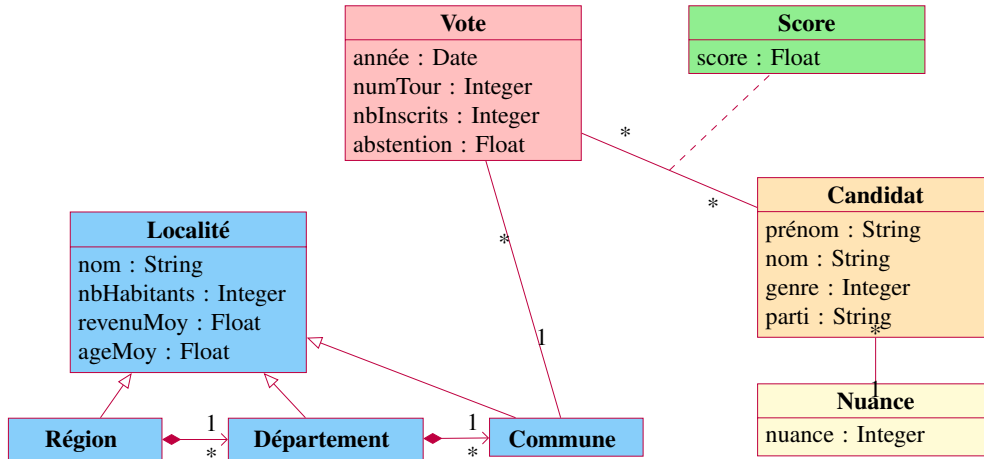 Vote
année : Date
numTour : Integer
nbInscrits : Integer
abstention : Float
Score
score : Float
*
*
Candidat
prénom : String
nom : String
genre : Integer
parti : String
*
1
Nuance
nuance : Integer
*
1
Localité
nom : String
nbHabitants : Integer
revenuMoy : Float
ageMoy : Float
Région
1
*
Département
1
*
Commune